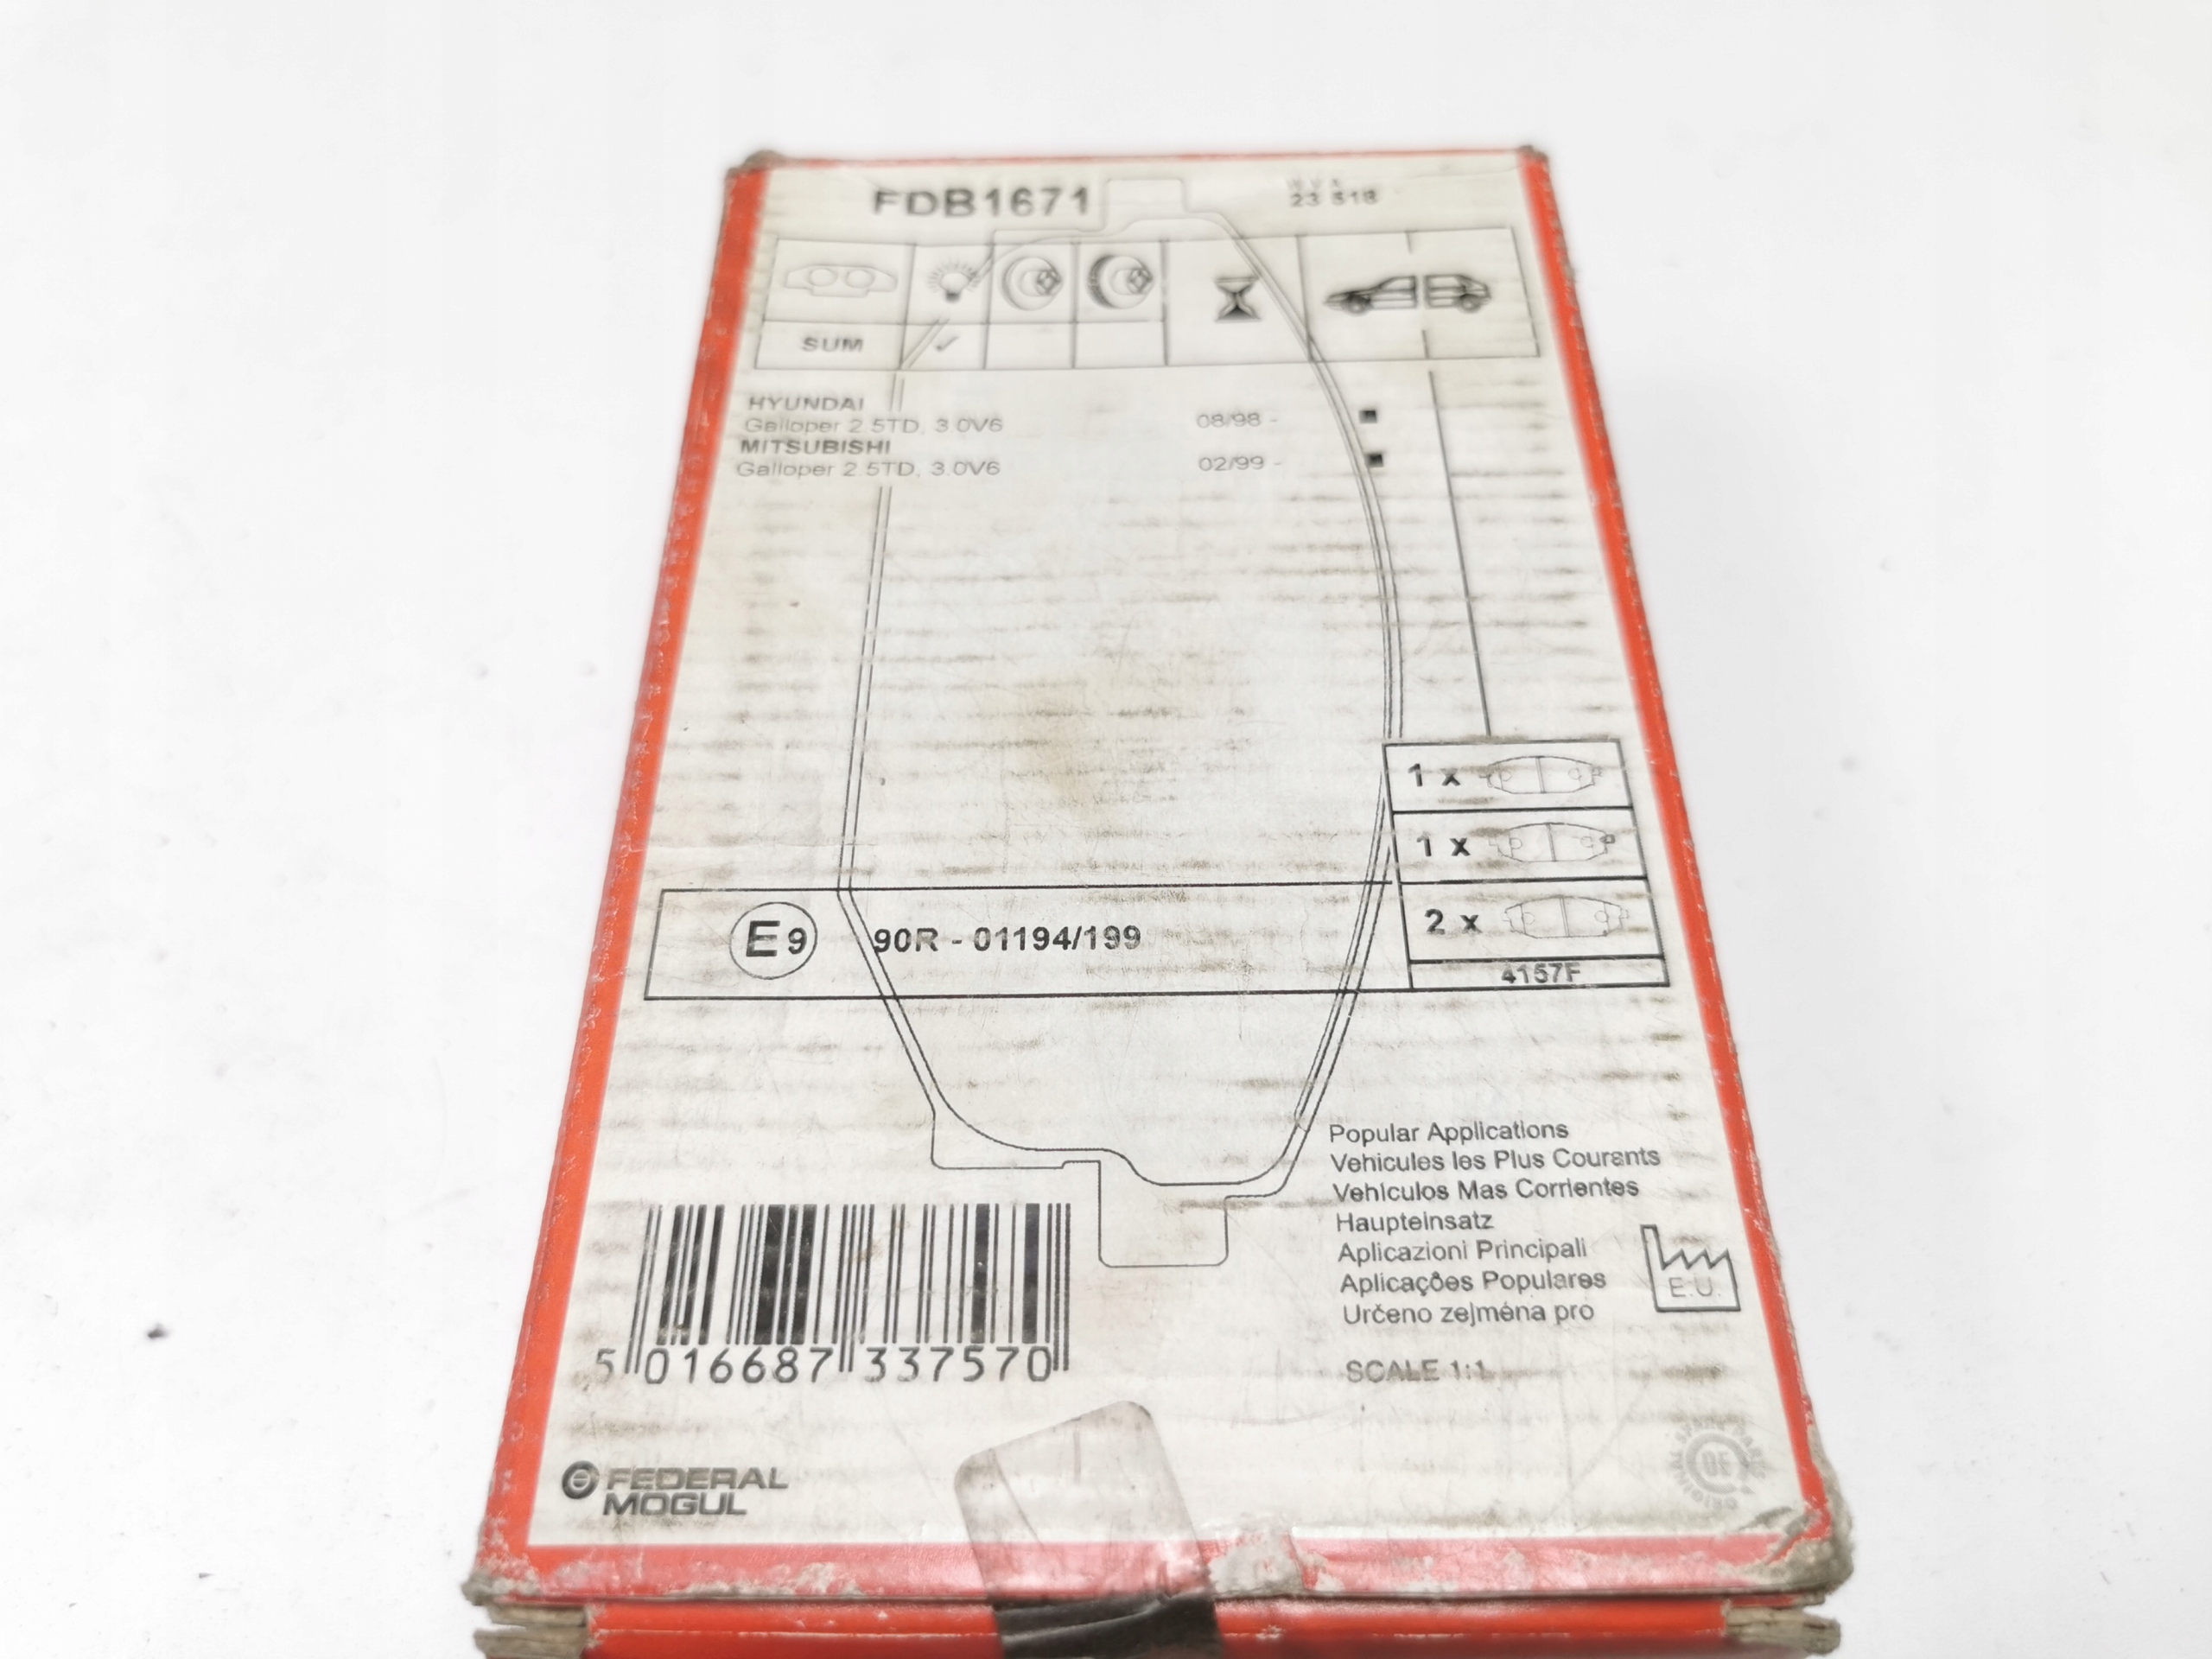 FDB1671
23 518
SUM ✓
HYUNDAI
Galloper 2.5TD, 3.0V6 08/98 -
MITSUBISHI
Galloper 2.5TD, 3.0V6 02/99 -
1 x
1 x
2 x
4157F
E9 90R - 01194/199
Popular Applications
Vehicules les Plus Courants
Vehiculos Mas Corrientes
Haupteinsatz
Aplicazioni Principali
Aplicações Populares
Určeno zejména pro
E.U.
SCALE 1:1
5 016687 337570
FEDERAL
MOGUL